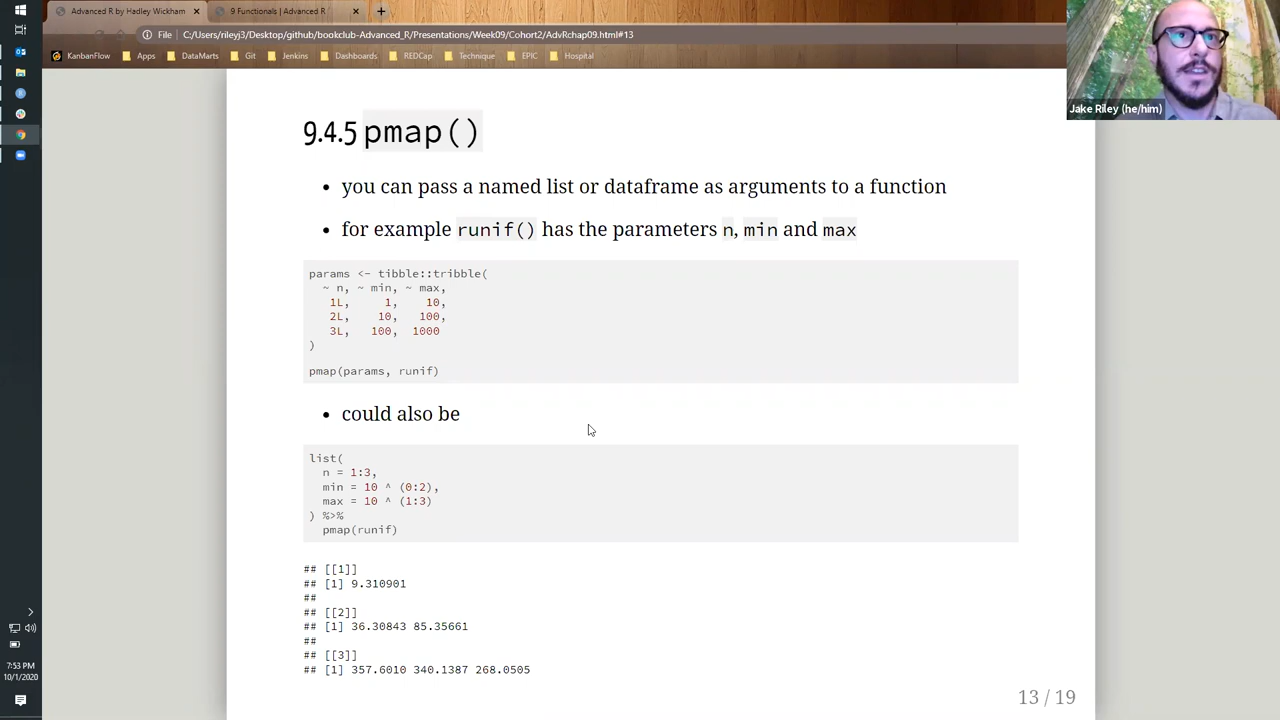 Advanced R by Hadley Wickham
9 Functionals | Advanced R
File
C:/Users/rileyj3/Desktop/github/bookclub-Advanced_R/Presentations/Week09/Cohort2/AdvRchap09.html#13
KanbanFlow Apps DataMarts Git Jenkins Dashboards REDCap Technique EPIC Hospital
Jake Riley (he/him)
9.4.5 pmap()
• you can pass a named list or dataframe as arguments to a function
• for example runif() has the parameters n, min and max
params <- tibble::tribble(
~ n, ~ min, ~ max,
1L, 1, 10,
2L, 10, 100,
3L, 100, 1000
)
pmap(params, runif)
• could also be
list(
n = 1:3,
min = 10 ^ (0:2),
max = 10 ^ (1:3)
) %>%
pmap(runif)
## [[1]]
## [1] 9.310901
##
## [[2]]
## [1] 36.30843 85.35661
##
## [[3]]
## [1] 357.6010 340.1387 268.0505
13 / 19
7:53 PM
10/1/2020